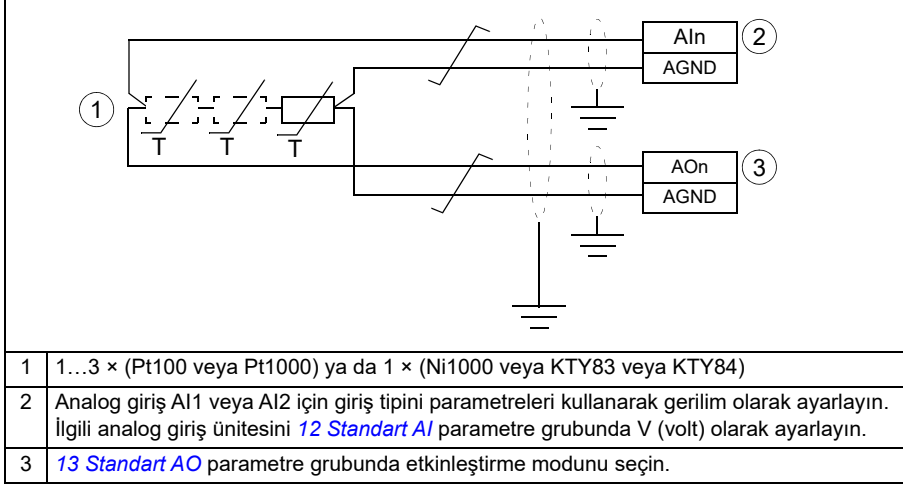 AIn
2
AGND
1
T T T
AOn
3
AGND
1 1…3 × (Pt100 veya Pt1000) ya da 1 × (Ni1000 veya KTY83 veya KTY84)
2 Analog giriş AI1 veya AI2 için giriş tipini parametreleri kullanarak gerilim olarak ayarlayın.
İlgili analog giriş ünitesini 12 Standart AI parametre grubunda V (volt) olarak ayarlayın.
3 13 Standart AO parametre grubunda etkinleştirme modunu seçin.